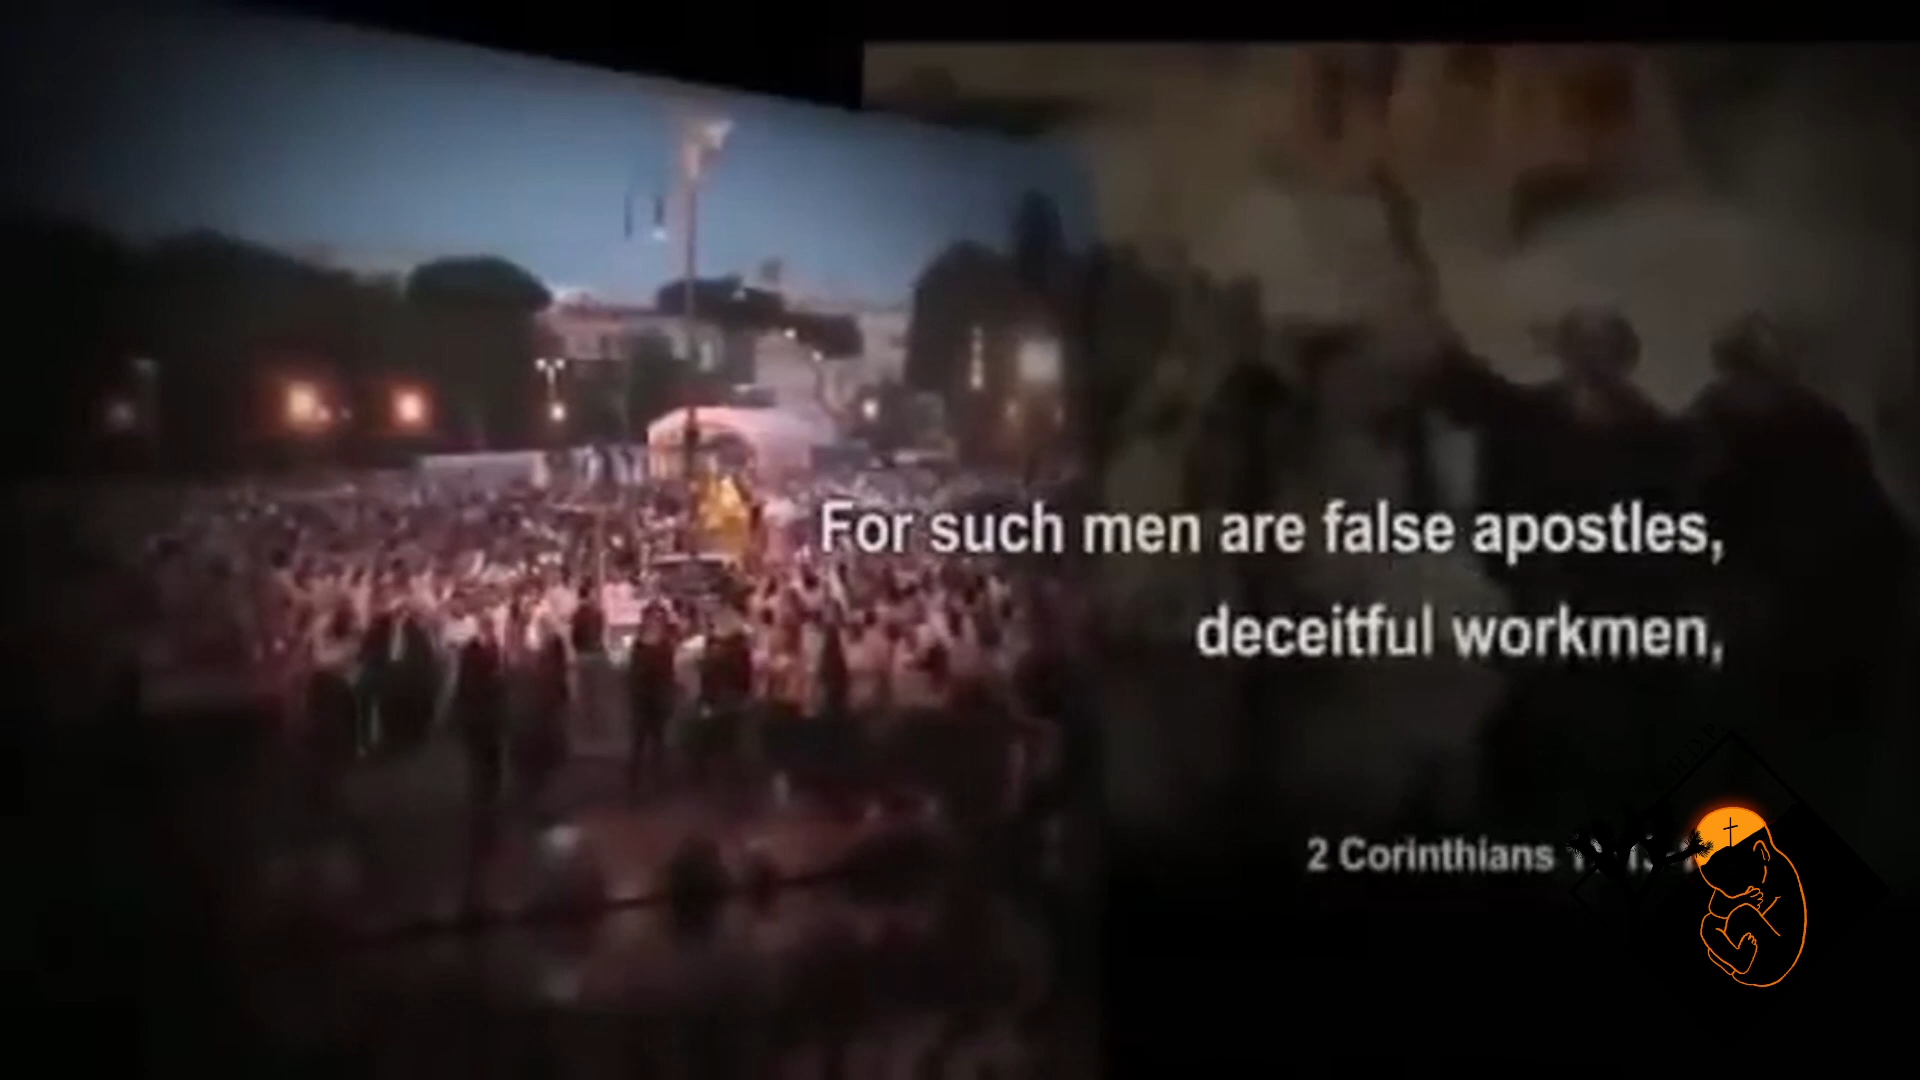 For such men are false apostles,
deceitful workmen,
2 Corinthians